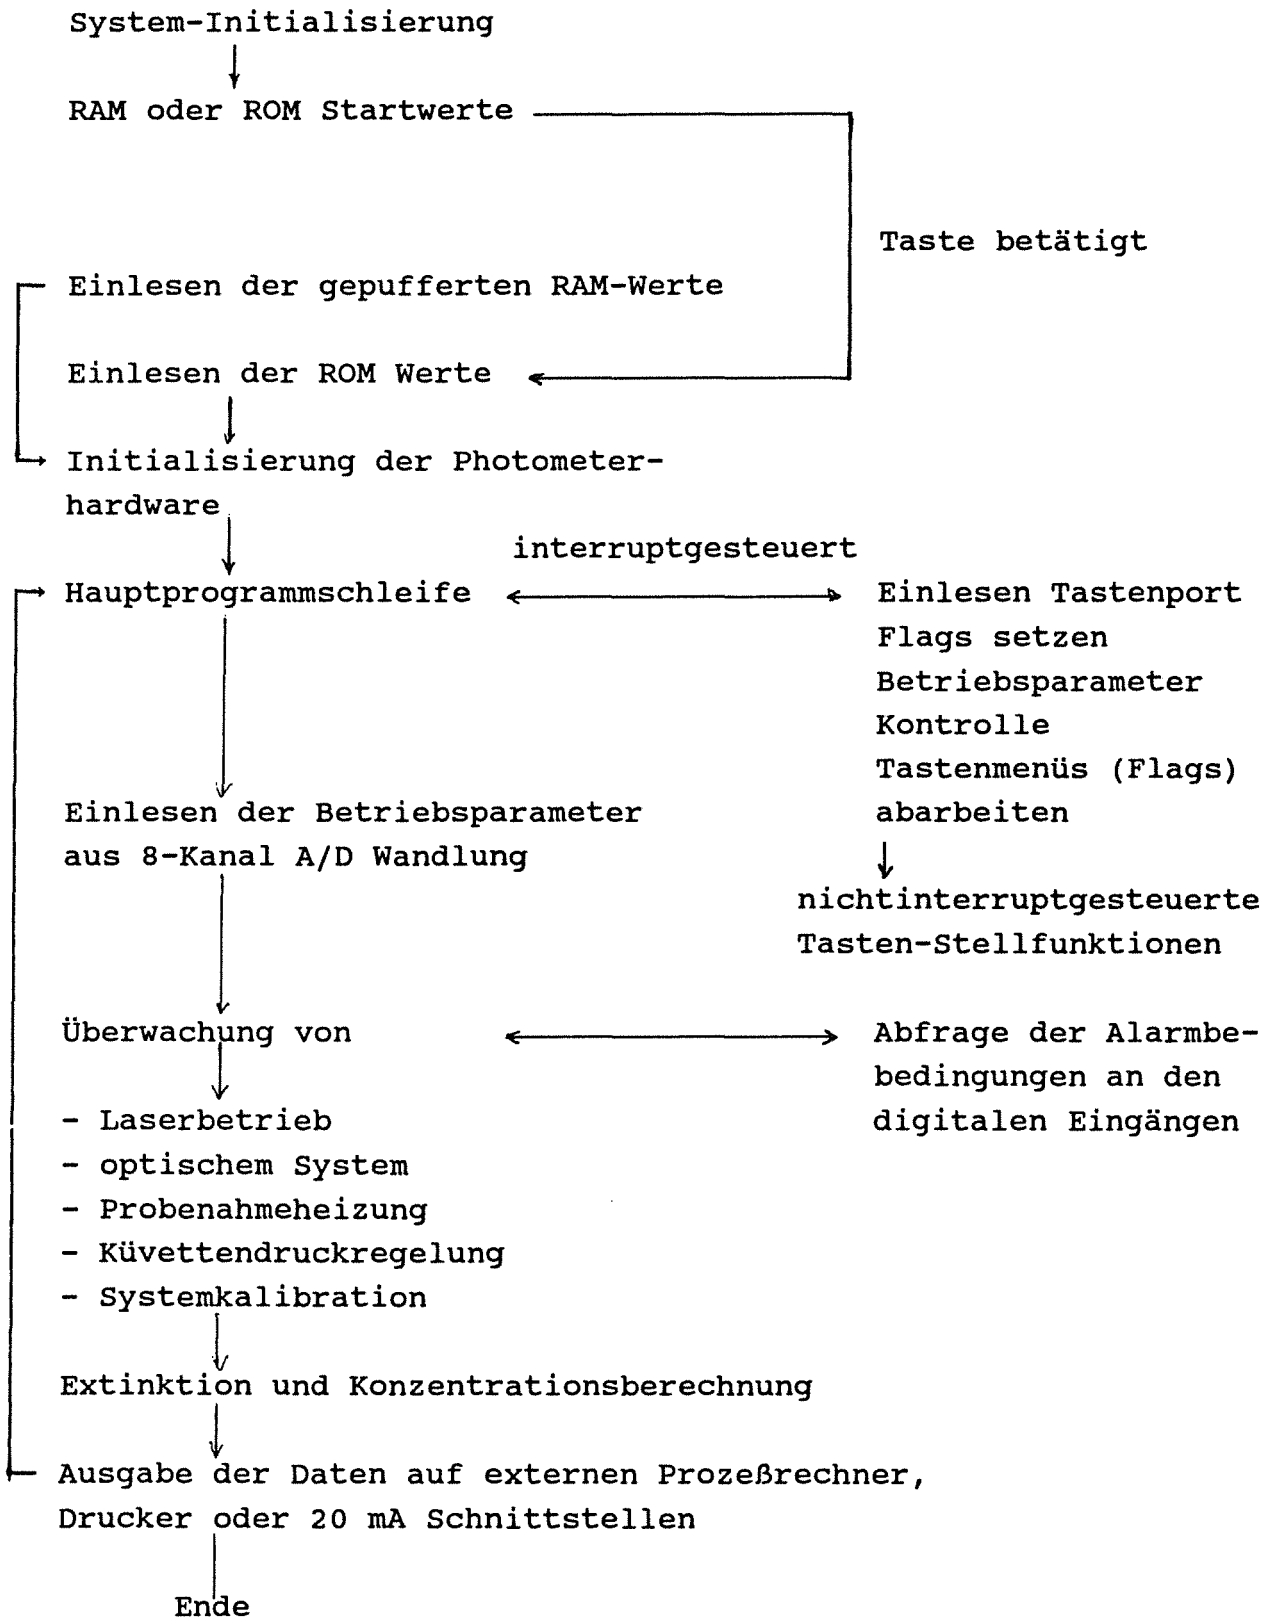 System-Initialisierung
RAM oder ROM Startwerte
Taste betätigt
Einlesen der gepufferten RAM-Werte
Einlesen der ROM Werte
Initialisierung der Photometer-
hardware
interruptgesteuert
Hauptprogrammschleife
Einlesen Tastenport
Flags setzen
Betriebsparameter
Kontrolle
Tastenmenüs (Flags)
abarbeiten
Einlesen der Betriebsparameter
aus 8-Kanal A/D Wandlung
nichtinterruptgesteuerte
Tasten-Stellfunktionen
Überwachung von
Abfrage der Alarmbe-
bedingungen an den
digitalen Eingängen
- Laserbetrieb
- optischem System
- Probenahmeheizung
- Küvettendruckregelung
- Systemkalibration
Extinktion und Konzentrationsberechnung
Ausgabe der Daten auf externen Prozeßrechner,
Drucker oder 20 mA Schnittstellen
Ende